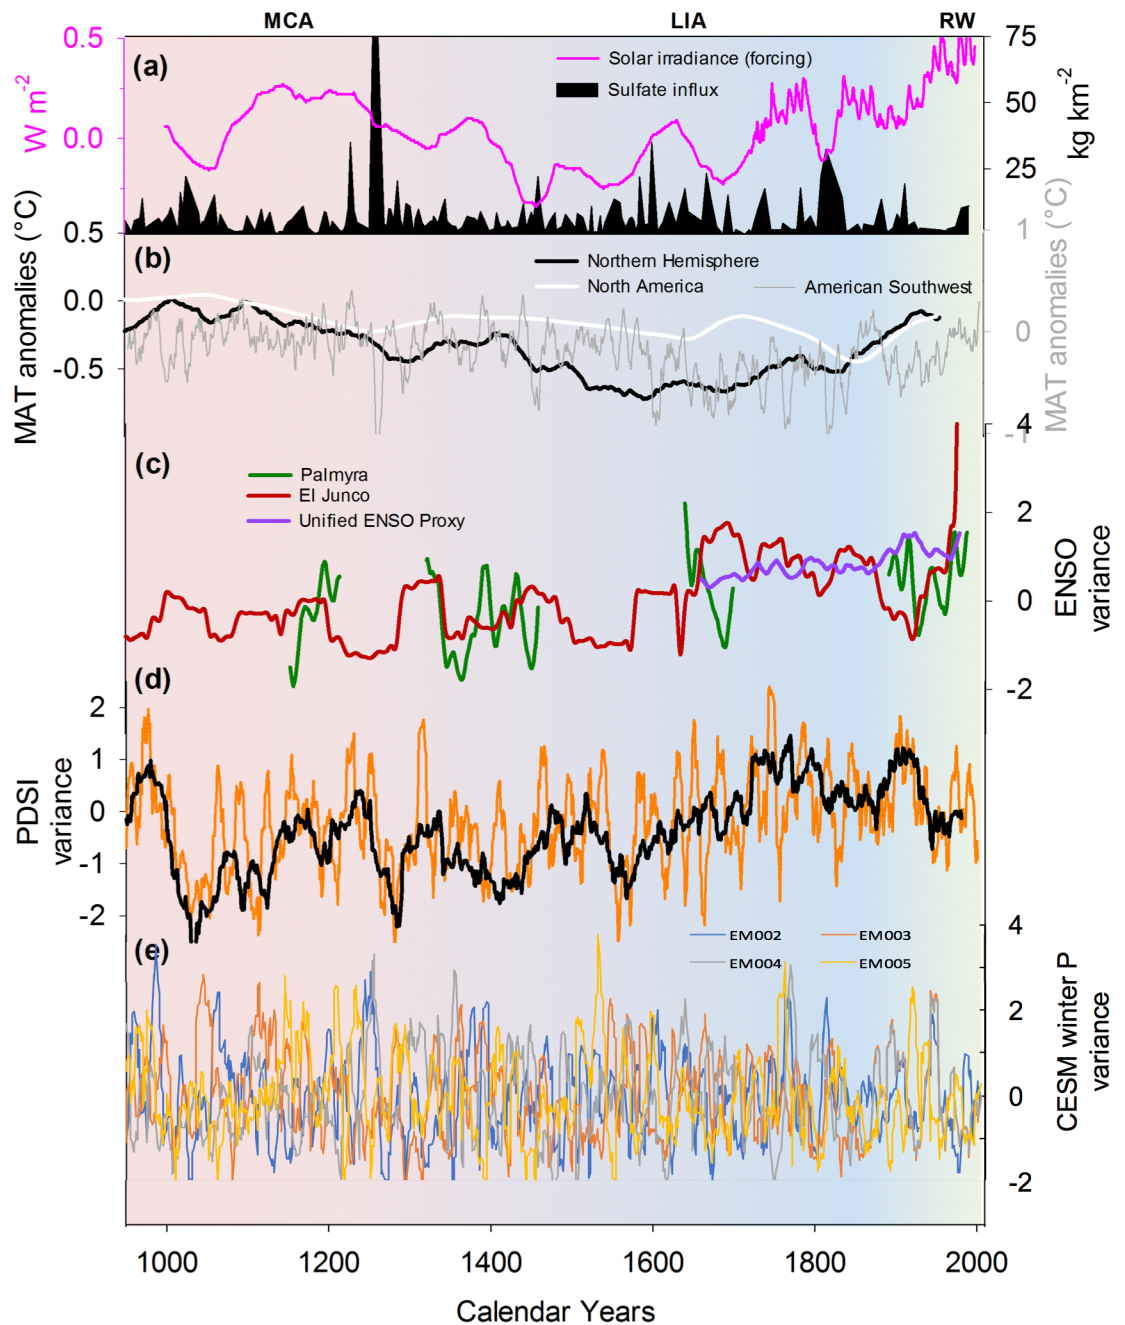 MCA LIA RW
0.5 75
(a)
Solar irradiance (forcing)
Sulfate influx
W m-2
kg km-2
50
0.0
25
0.5 1
(b)
Northern Hemisphere
North America American Southwest
MAT anomalies (°C)
MAT anomalies (°C)
0.0
0
-0.5
4
-1
(c)
Palmyra
El Junco
Unified ENSO Proxy
2
ENSO
variance
0
-2
(d)
2
1
PDSI
variance
0
-1
-2
4
(e)
EM002 EM003
EM004 EM005
CESM winter P
variance
2
0
-2
1000 1200 1400 1600 1800 2000
Calendar Years